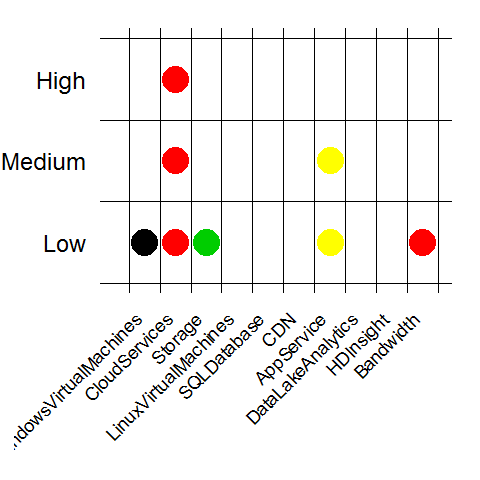 High
Medium
Low
ndowsVirtualMachines
CloudServices
Storage
LinuxVirtualMachines
SQLDatabase
CDN
AppService
DataLakeAnalytics
HDInsight
Bandwidth